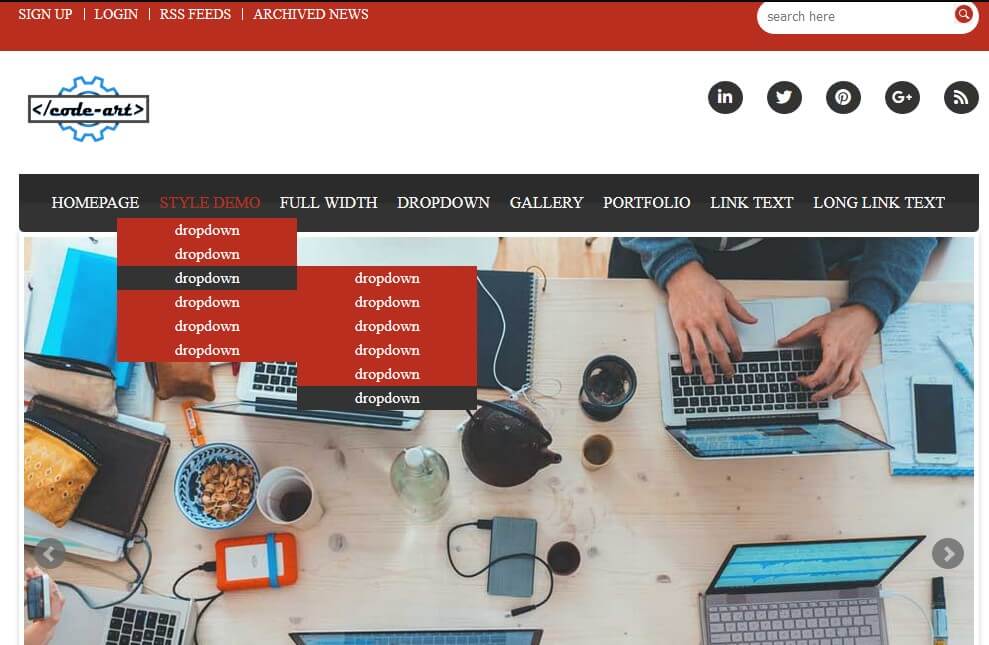 SIGN UP | LOGIN | RSS FEEDS | ARCHIVED NEWS
search here
</code-art>
in G+
HOMEPAGE STYLE DEMO FULL WIDTH DROPDOWN GALLERY PORTFOLIO LINK TEXT LONG LINK TEXT
dropdown
dropdown
dropdown dropdown
dropdown dropdown
dropdown dropdown
dropdown dropdown
dropdown
dropdown